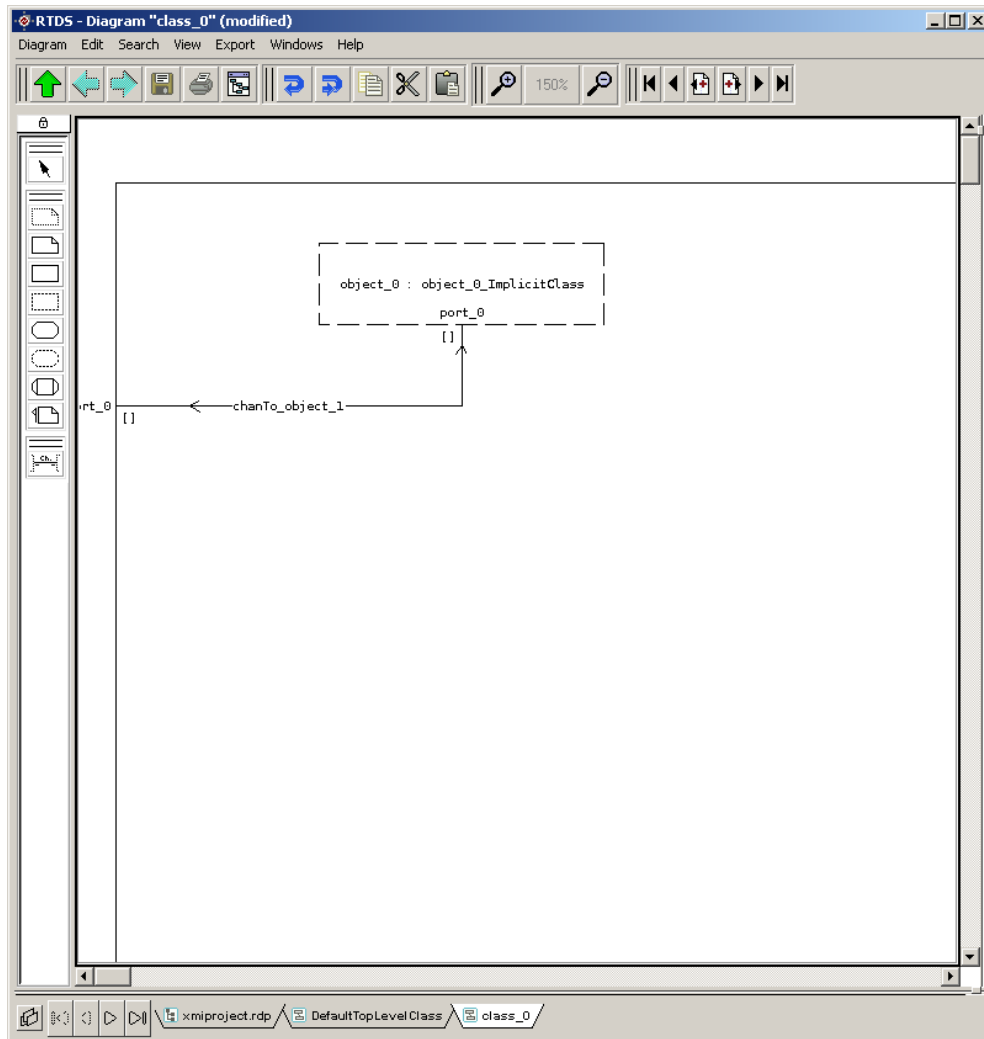 RTDS - Diagram "class_0" (modified)
Diagram Edit Search View Export Windows Help
150%
object_0 : object_0_ImplicitClass
port_0
[]
rt_0
chanTo_object_1
[]
Ch.
xmiproject.rdp
DefaultTopLevelClass
class_0